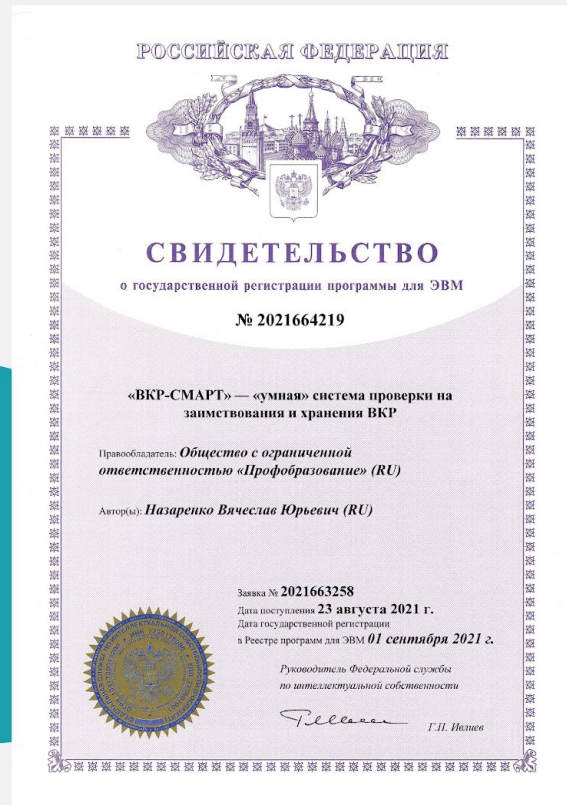 РОССИЙСКАЯ ФЕДЕРАЦИЯ
СВИДЕТЕЛЬСТВО
о государственной регистрации программы для ЭВМ
№ 2021664219
«ВКР-СМАРТ» — «умная» система проверки на
заимствования и хранения ВКР
Правообладатель: Общество с ограниченной
ответственностью «Профобразование» (RU)
Автор(ы): Назаренко Вячеслав Юрьевич (RU)
Заявка № 2021663258
Дата поступления 23 августа 2021 г.
Дата государственной регистрации
в Реестре программ для ЭВМ 01 сентября 2021 г.
Руководитель Федеральной службы
по интеллектуальной собственности
Г.П. Ивлиев